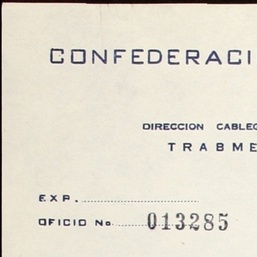 CONFEDERACI
DIRECCION CABLEG
TRABME
EXP.
OFICIO No. 013285